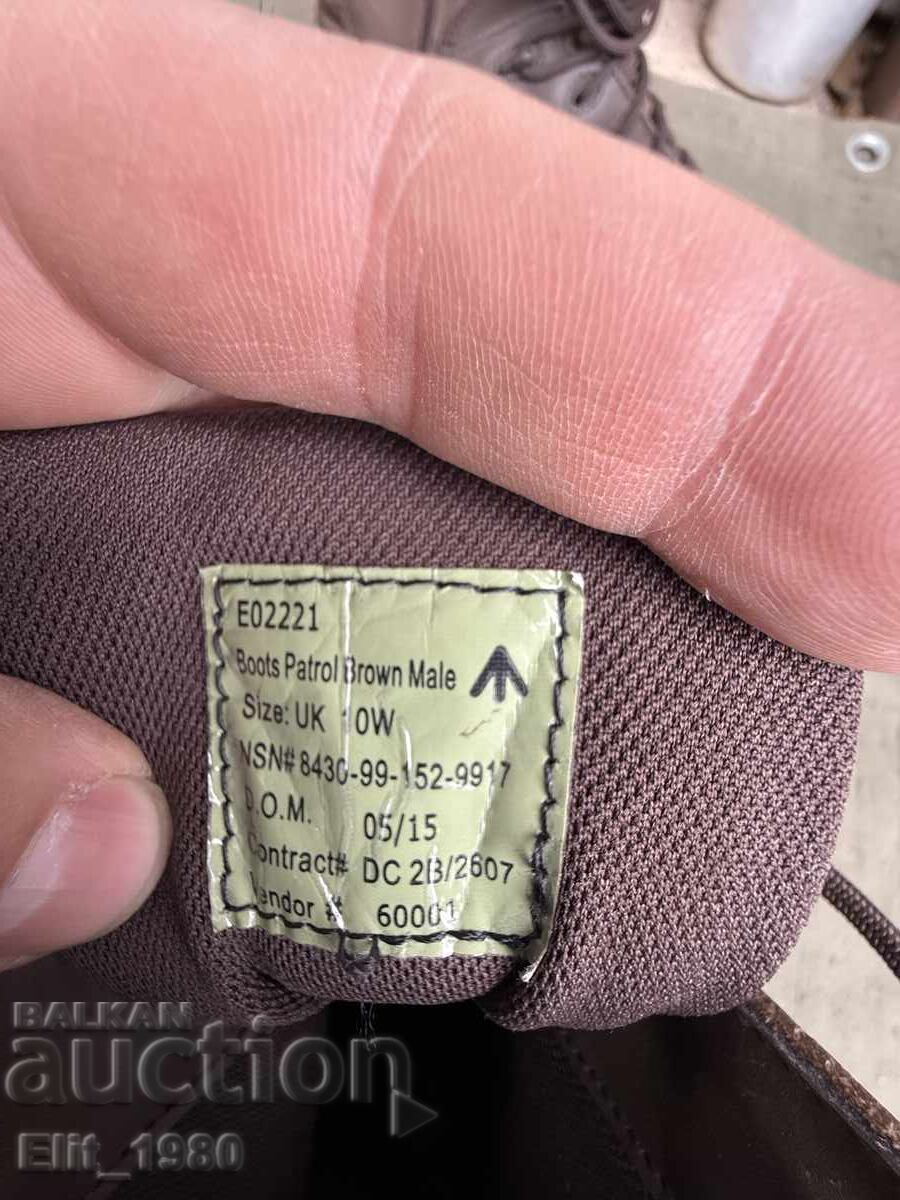 E02221
Boots Patrol Brown Male
Size: UK 10W
NSN# 8430-99-152-9917
D.O.M. 05/15
Contract# DC 2B/2607
Vendor # 60001
BALKAN
auction
Elit_1980